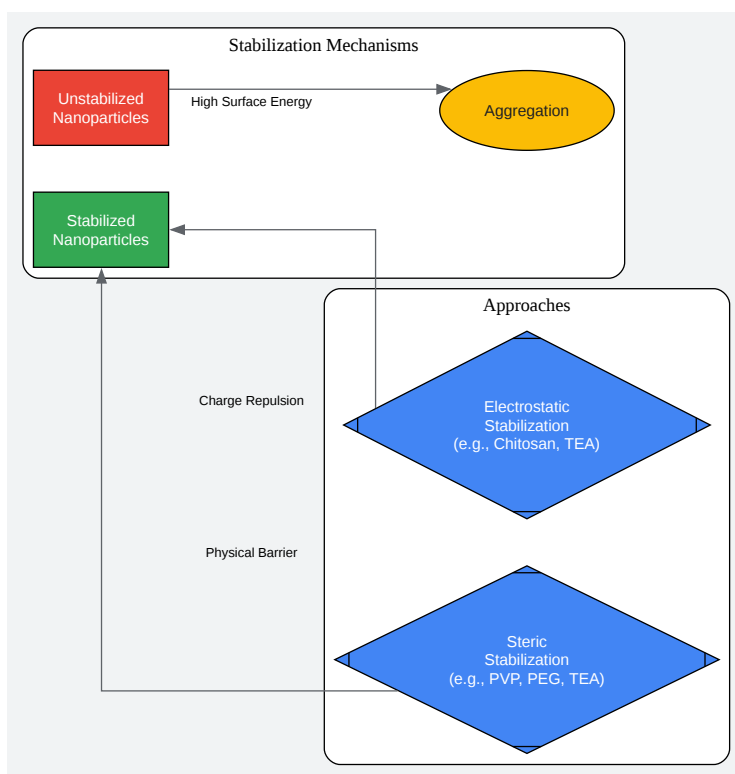 Stabilization Mechanisms
Unstabilized
Nanoparticles
High Surface Energy
Aggregation
Stabilized
Nanoparticles
Approaches
Charge Repulsion
Electrostatic
Stabilization
(e.g., Chitosan, TEA)
Physical Barrier
Steric
Stabilization
(e.g., PVP, PEG, TEA)